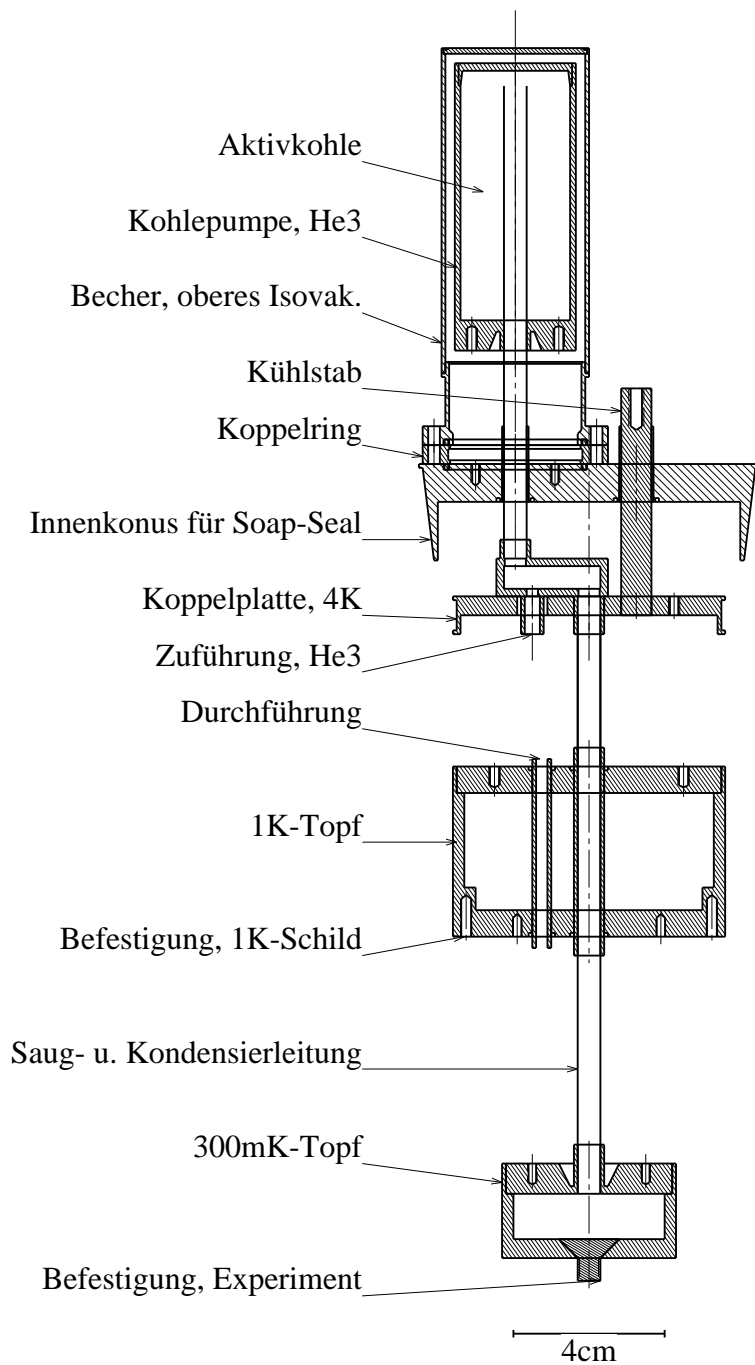 Aktivkohle
Kohlepumpe, He3
Becher, oberes Isovak.
Kühlstab
Koppelring
Innenkonus für Soap-Seal
Koppelplatte, 4K
Zuführung, He3
Durchführung
1K-Topf
Befestigung, 1K-Schild
Saug- u. Kondensierleitung
300mK-Topf
Befestigung, Experiment
4cm